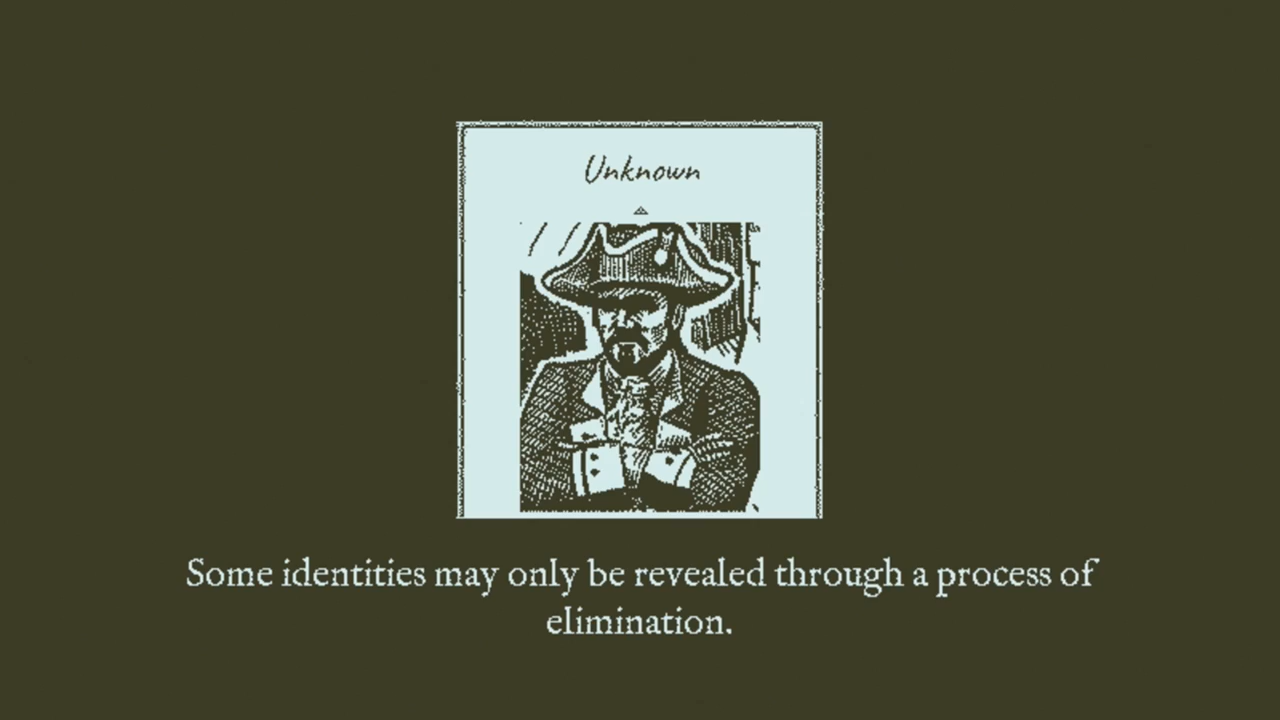 Unknown
Some identities may only be revealed through a process of
elimination.